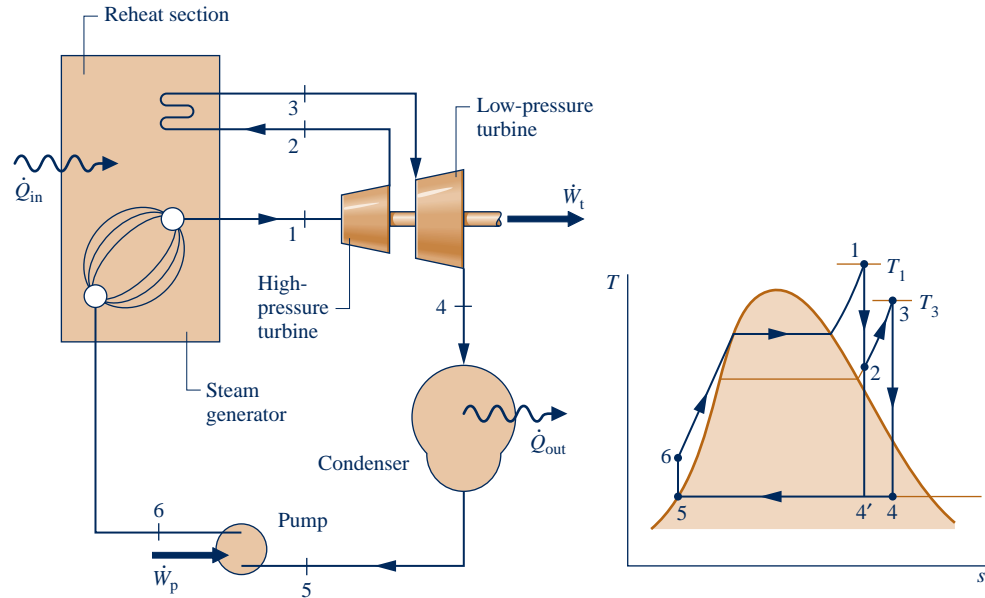 Reheat section
Low-pressure
turbine
3
2
Q̇in
Ẇt
1
High-
pressure
turbine
4
Steam
generator
Q̇out
Condenser
6
Pump
Ẇp
5
T
1
T1
3
T3
2
6
5
4′
4
s